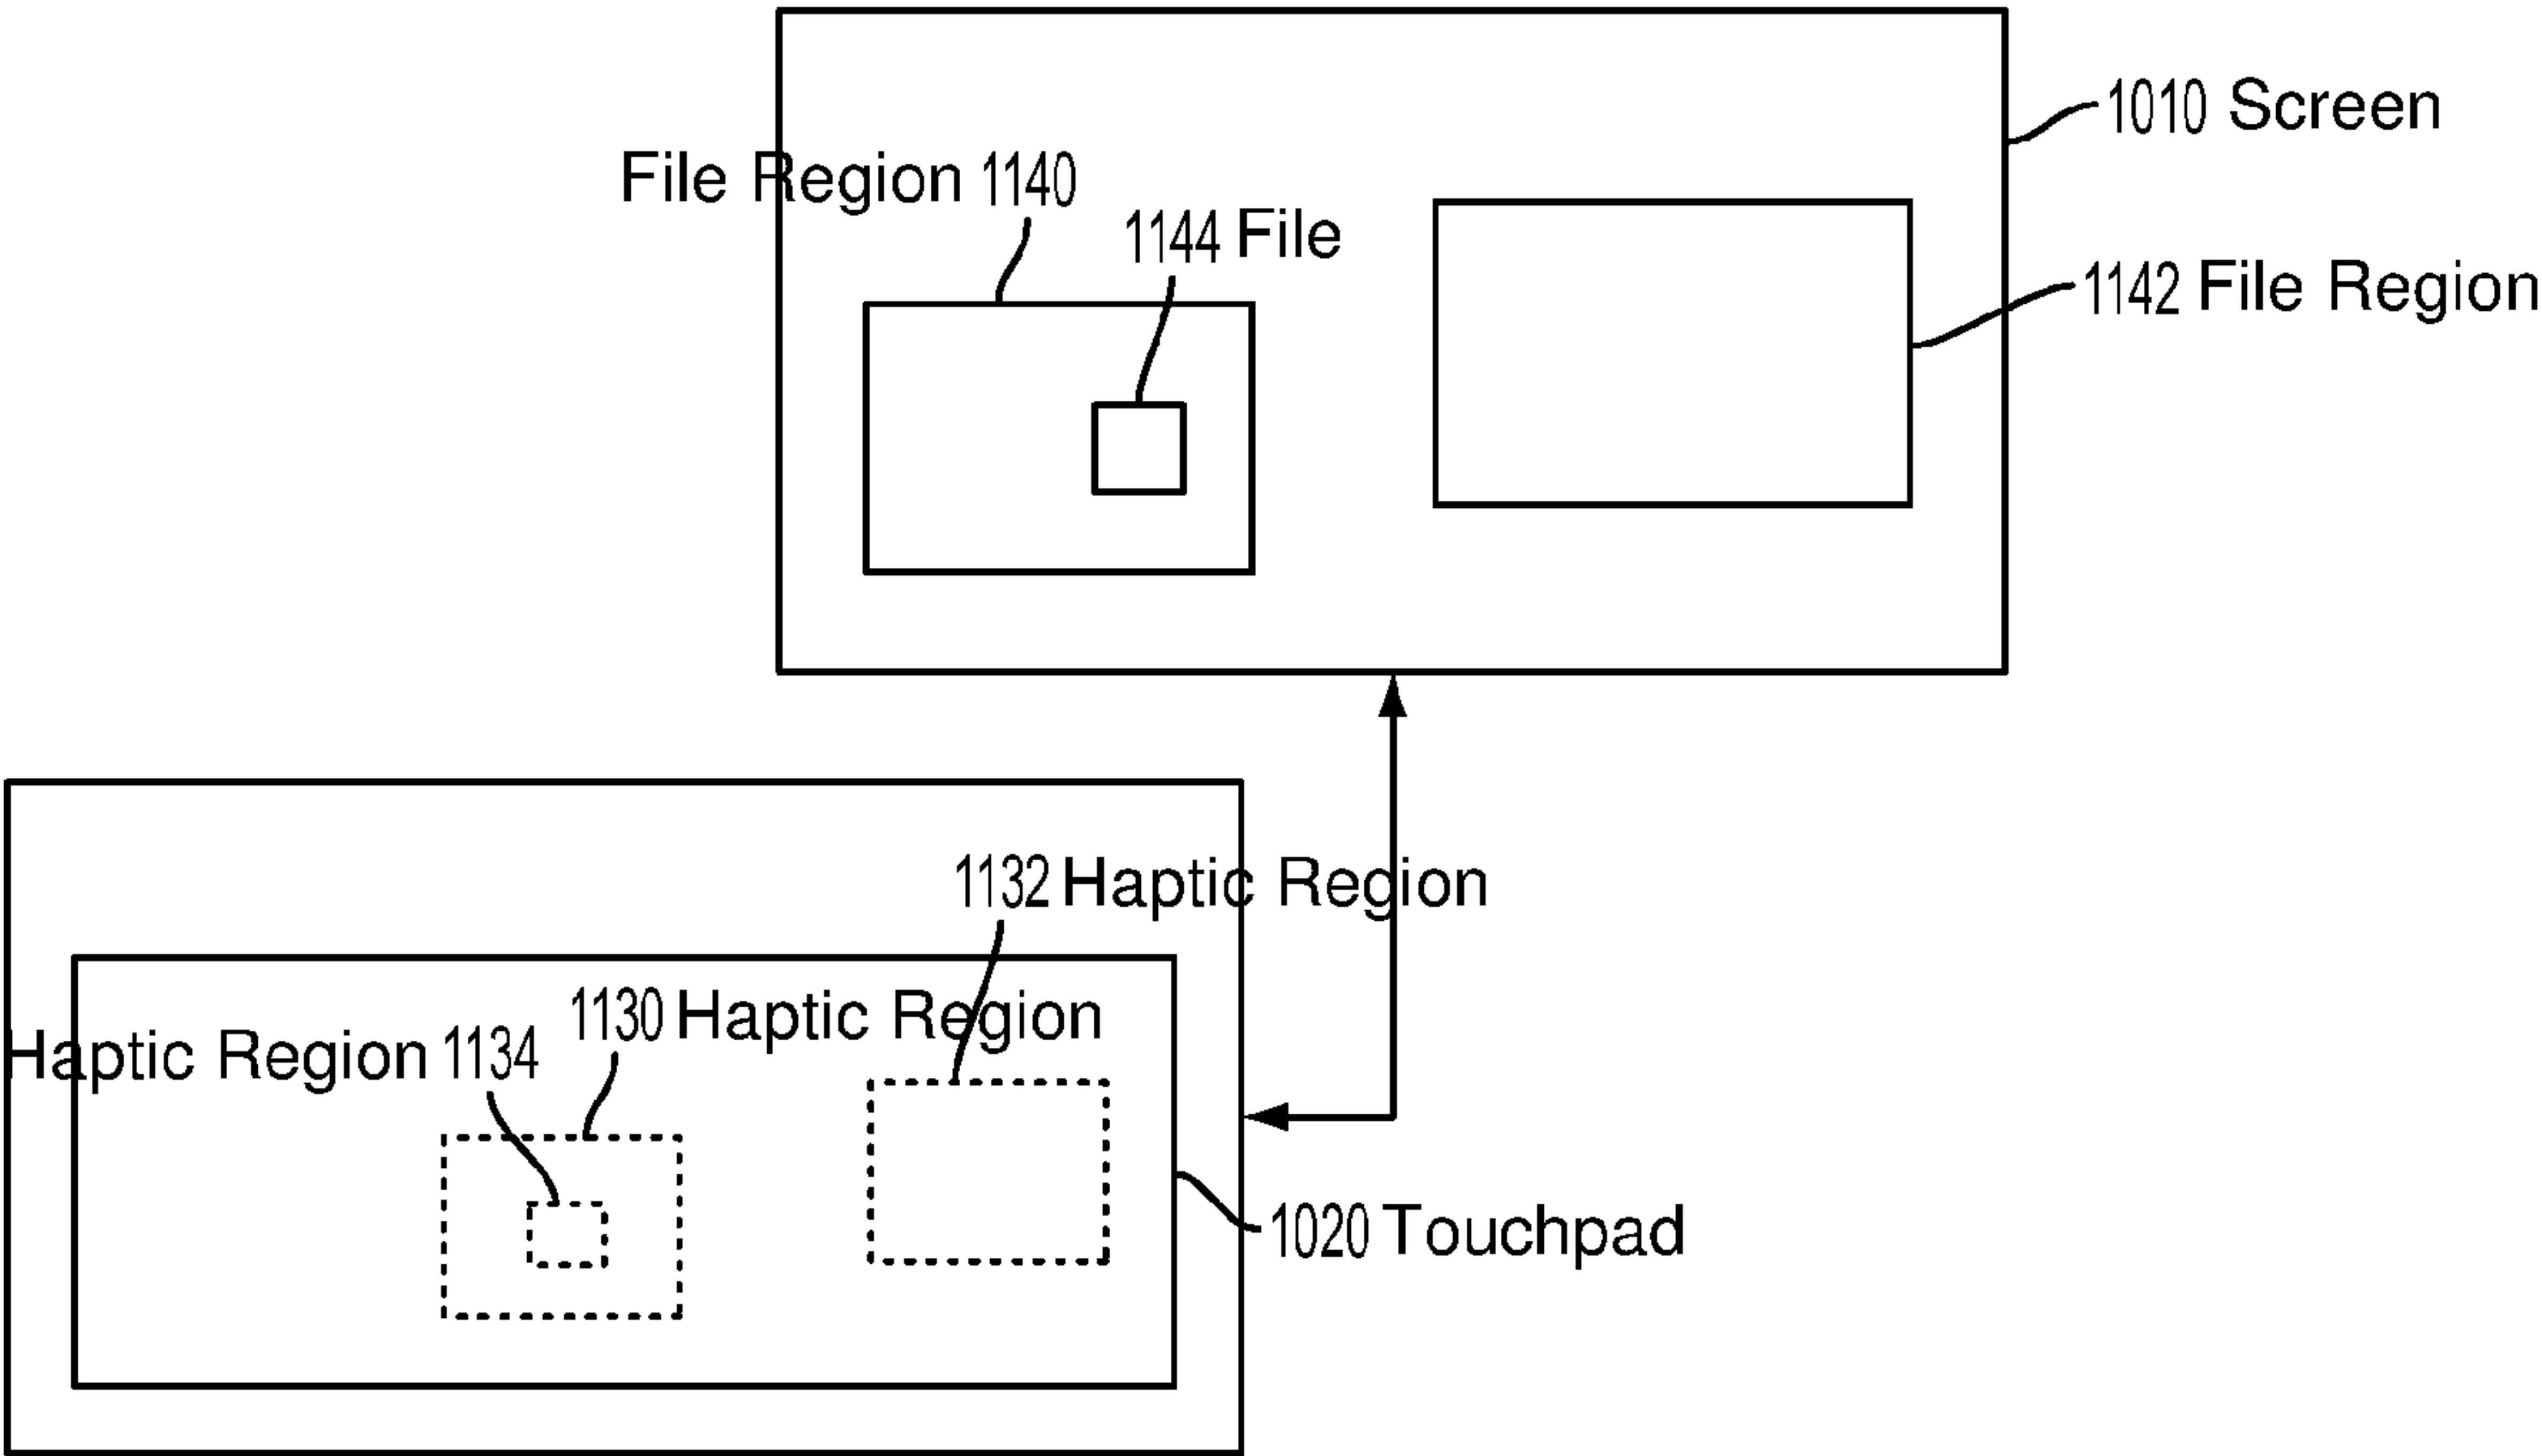 1010 Screen
File Region 1140
1144 File
1142 File Region
1132 Haptic Region
1130 Haptic Region
Haptic Region 1134
1020 Touchpad